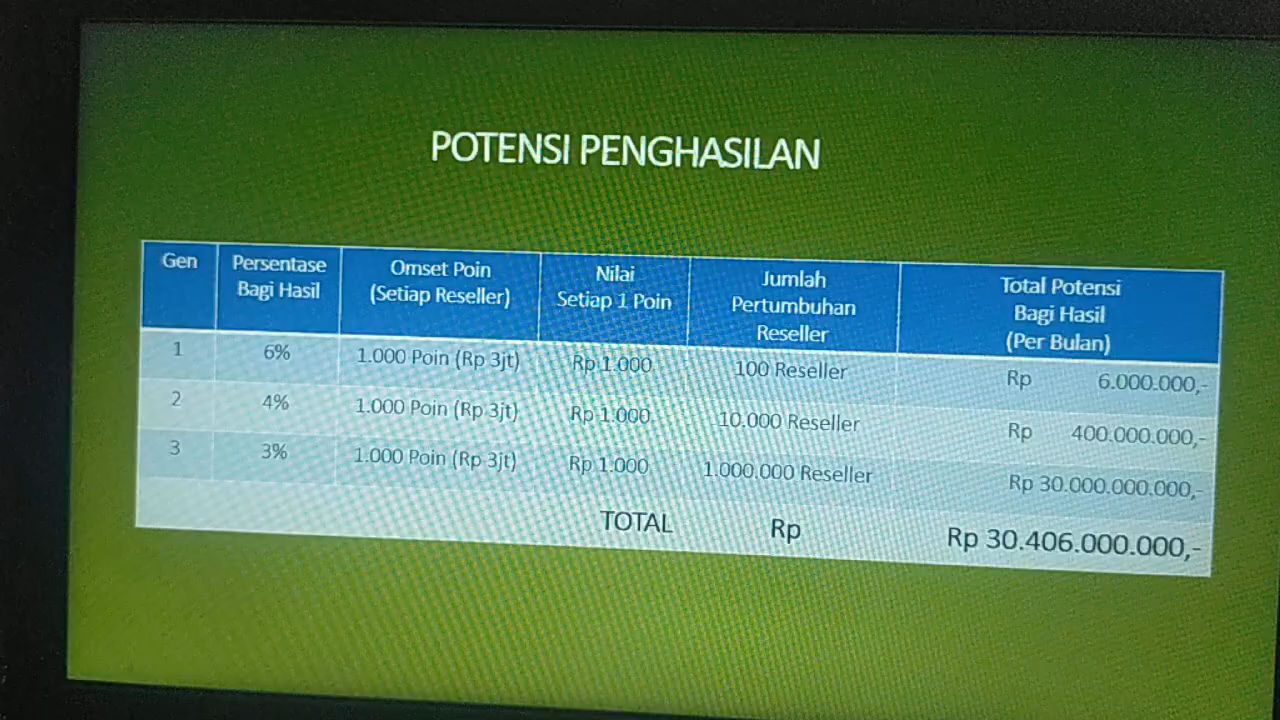 POTENSI PENGHASILAN
Gen
Persentase
Bagi Hasil
Omset Poin
(Setiap Reseller)
Nilai
Setiap 1 Poin
Jumlah
Pertumbuhan
Reseller
Total Potensi
Bagi Hasil
(Per Bulan)
1 6% 1.000 Poin (Rp 3jt) Rp 1.000 100 Reseller Rp 6.000.000,-
2 4% 1.000 Poin (Rp 3jt) Rp 1.000 10.000 Reseller Rp 400.000.000,-
3 3% 1.000 Poin (Rp 3jt) Rp 1.000 1.000.000 Reseller Rp 30.000.000.000,-
TOTAL Rp Rp 30.406.000.000,-